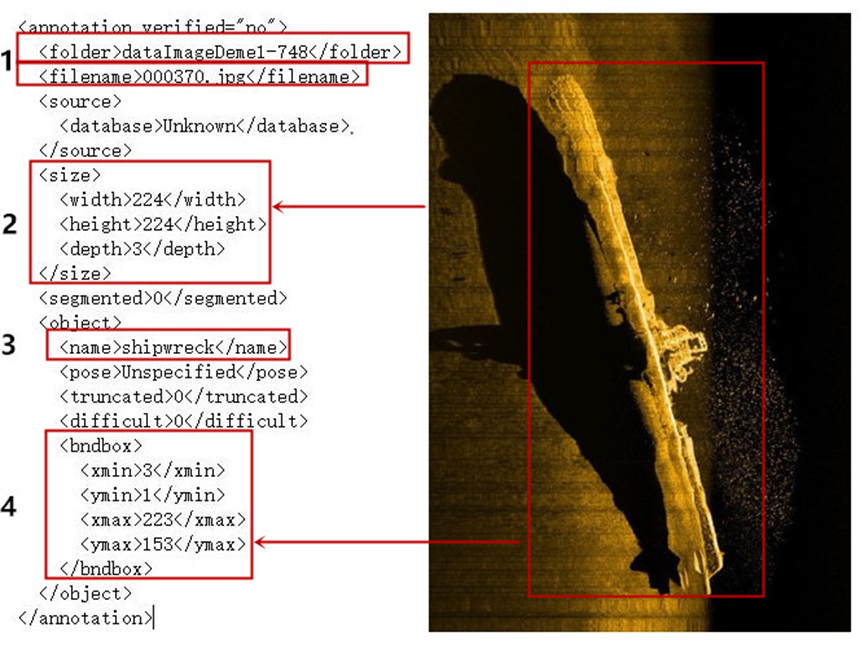 <annotation verified="no">
1
<folder>dataImageDeme1-748</folder>
<filename>000370.jpg</filename>
<source>
<database>Unknown</database>.
</source>
2
<size>
<width>224</width>
<height>224</height>
<depth>3</depth>
</size>
<segmented>0</segmented>
<object>
3
<name>shipwreck</name>
<pose>Unspecified</pose>
<truncated>0</truncated>
<difficult>0</difficult>
4
<bndbox>
<xmin>3</xmin>
<ymin>1</ymin>
<xmax>223</xmax>
<ymax>153</ymax>
</bndbox>
</object>
</annotation>